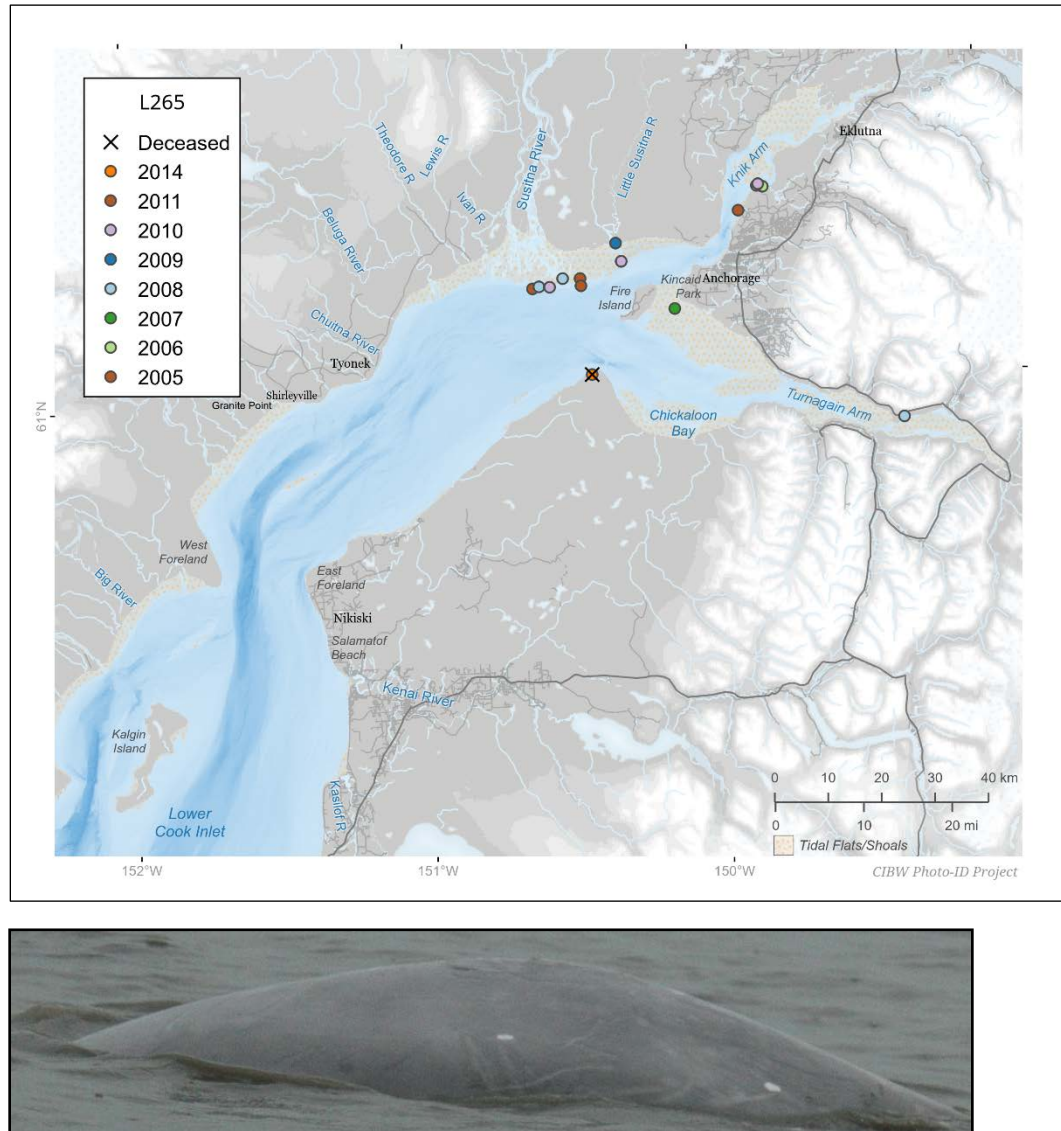 L265
Deceased
2014
2011
2010
2009
2008
2007
2006
2005
Theodore R
Lewis R
Ivan R
Susitna River
Little Susitna R
Knik Arm
Eklutna
Beluga River
Chuitna River
Tyonek
Shirleyville
Granite Point
Fire
Island
Kincaid
Park
Anchorage
Chickaloon
Bay
Turnagain Arm
61°N
West
Foreland
Big River
East
Foreland
Nikiski
Salamatof
Beach
Kenai River
Kalgin
Island
Lower
Cook Inlet
Kasilof R
0 10 20 30 40 km
0 10 20 mi
Tidal Flats/Shoals
152°W 151°W 150°W
CIBW Photo-ID Project